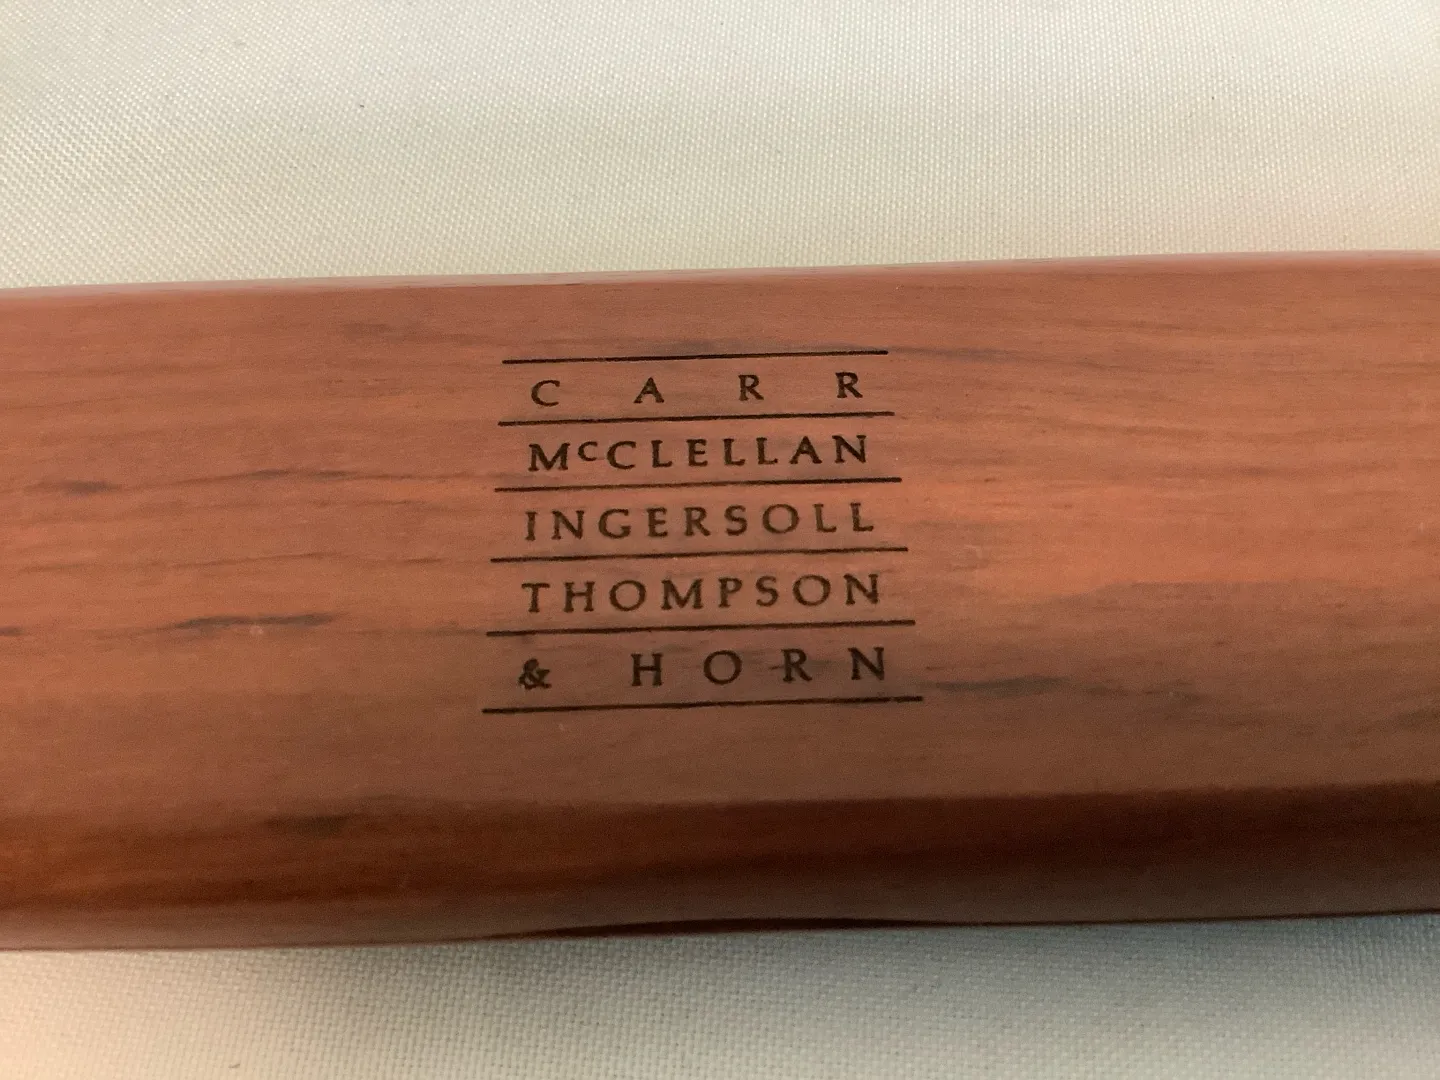 CARR
McCLELLAN
INGERSOLL
THOMPSON
& HORN